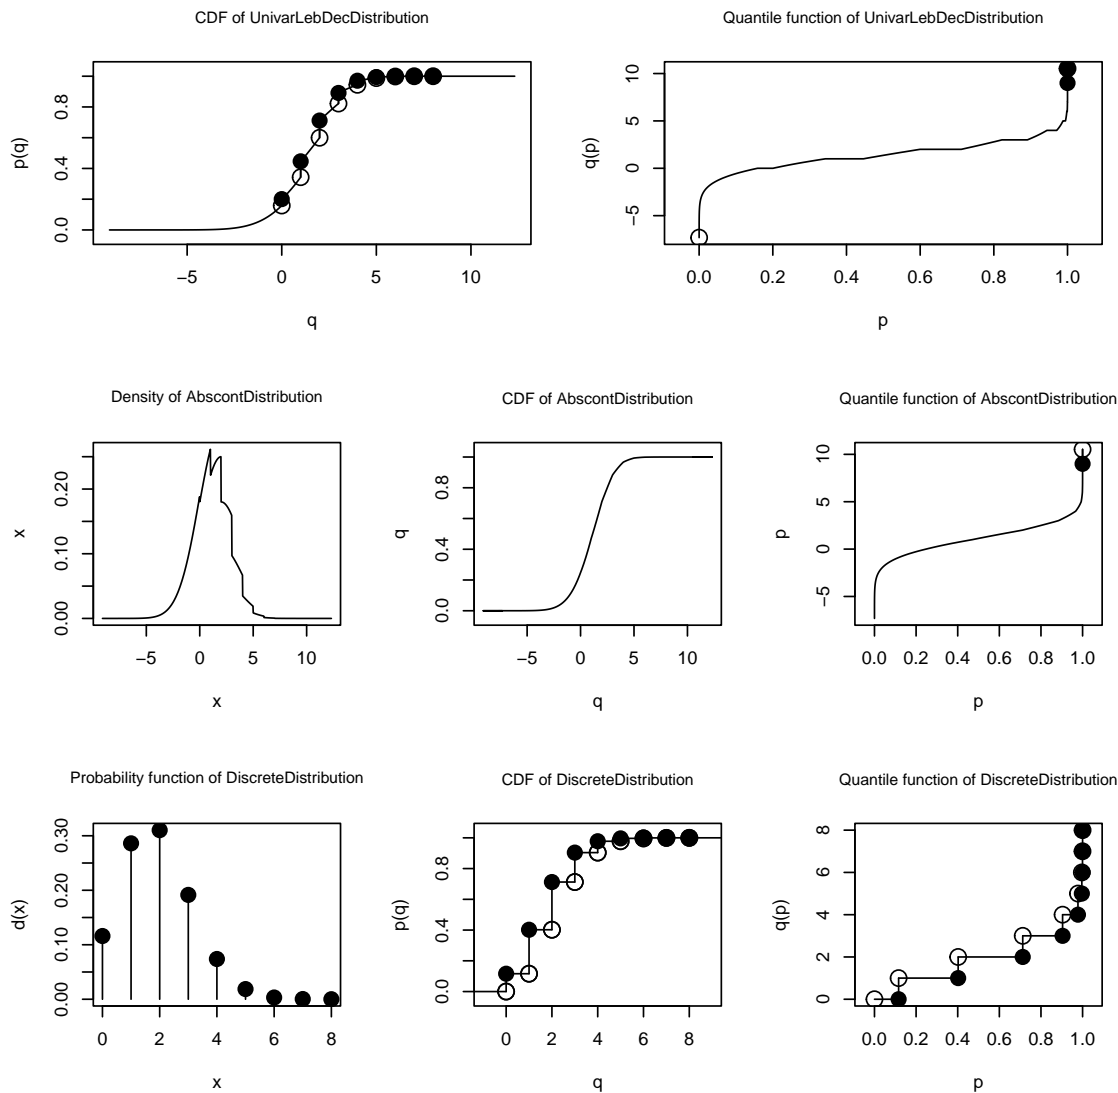 CDF of UnivarLebDecDistribution
Quantile function of UnivarLebDecDistribution
p(q)
0.0 0.4 0.8
−5 0 5 10
q
q(p)
−5 0 5 10
0.0 0.2 0.4 0.6 0.8 1.0
p
Density of AbscontDistribution
CDF of AbscontDistribution
Quantile function of AbscontDistribution
x
0.00 0.10 0.20
−5 0 5 10
x
q
0.0 0.4 0.8
−5 0 5 10
q
p
−5 0 5 10
0.0 0.2 0.4 0.6 0.8 1.0
p
Probability function of DiscreteDistribution
CDF of DiscreteDistribution
Quantile function of DiscreteDistribution
d(x)
0.00 0.10 0.20 0.30
0 2 4 6 8
x
p(q)
0.0 0.4 0.8
0 2 4 6 8
q
q(p)
0 2 4 6 8
0.0 0.2 0.4 0.6 0.8 1.0
p